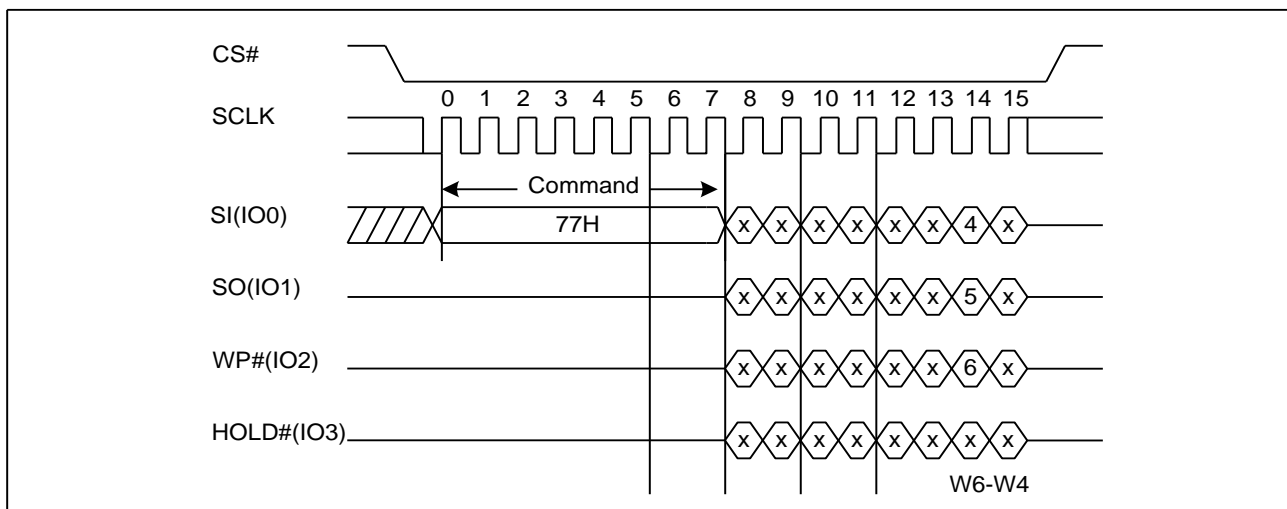 CS#
0 1 2 3 4 5 6 7 8 9 10 11 12 13 14 15
SCLK
Command
SI(IO0) 77H x x x x x x 4 x
SO(IO1) x x x x x x 5 x
WP#(IO2) x x x x x x 6 x
HOLD#(IO3) x x x x x x x x
W6-W4